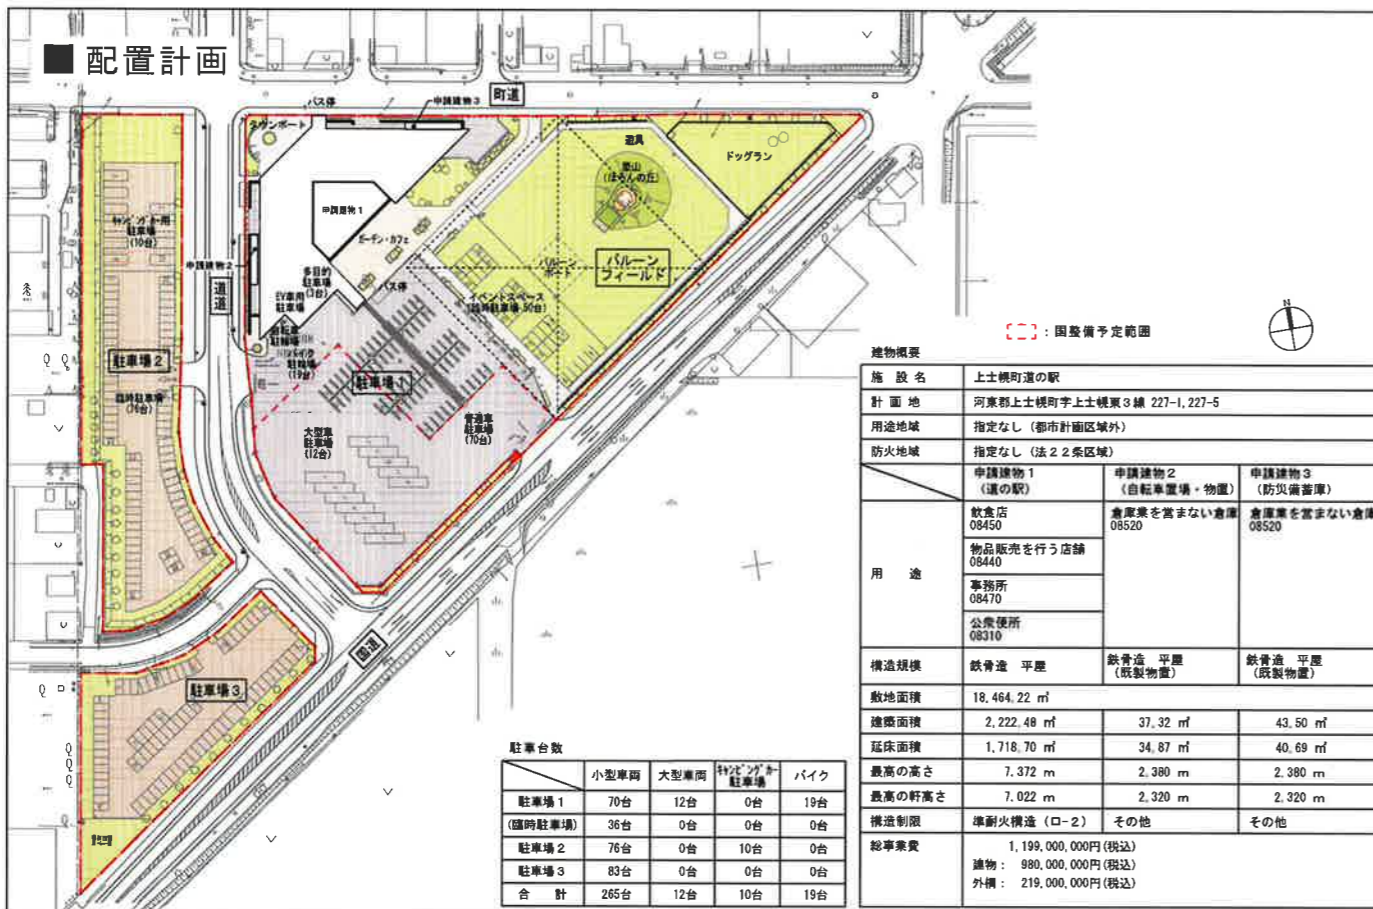 ■ 配置計画
バス停
申請建物3
町道
タウンポート
遊具
ドッグラン
築山
(ほろんの丘)
申請建物1
ガーデン・カフェ
キャンピングカー用
駐車場
(10台)
申請建物2
道道
多目的
駐車場
(3台)
バス停
バルーン
ポート
バルーン
フィールド
EV車用
駐車場
イベントスペース
(臨時駐車場 50台)
自転車
駐輪場
バイク
駐輪場
(19台)
駐車場1
駐車場2
臨時駐車場
(76台)
大型車
駐車場
(12台)
普通車
駐車場
(70台)
国道
駐車場3
N
：国整備予定範囲
建物概要
施設名 上士幌町道の駅
計画地 河東郡上士幌町字上士幌東3線 227-1,227-5
用途地域 指定なし（都市計画区域外）
防火地域 指定なし（法22条区域）
申請建物1 申請建物2 申請建物3
（道の駅） （自転車置場・物置） （防災備蓄庫）
用途 飲食店 倉庫業を営まない倉庫 倉庫業を営まない倉庫
08450 08520 08520
物品販売を行う店舗
08440
事務所
08470
公衆便所
08310
構造規模 鉄骨造 平屋 鉄骨造 平屋 鉄骨造 平屋
（既製物置） （既製物置）
敷地面積 18,464.22 ㎡
建築面積 2,222.48 ㎡ 37.32 ㎡ 43.50 ㎡
延床面積 1,718.70 ㎡ 34.87 ㎡ 40.69 ㎡
最高の高さ 7.372 m 2.380 m 2.380 m
最高の軒高さ 7.022 m 2.320 m 2.320 m
構造制限 準耐火構造（ロ-2） その他 その他
総事業費 1,199,000,000円(税込)
建物： 980,000,000円(税込)
外構： 219,000,000円(税込)
駐車台数
小型車両 大型車両 キャンピングカー駐車場 バイク
駐車場1 70台 12台 0台 19台
(臨時駐車場) 36台 0台 0台 0台
駐車場2 76台 0台 10台 0台
駐車場3 83台 0台 0台 0台
合計 265台 12台 10台 19台